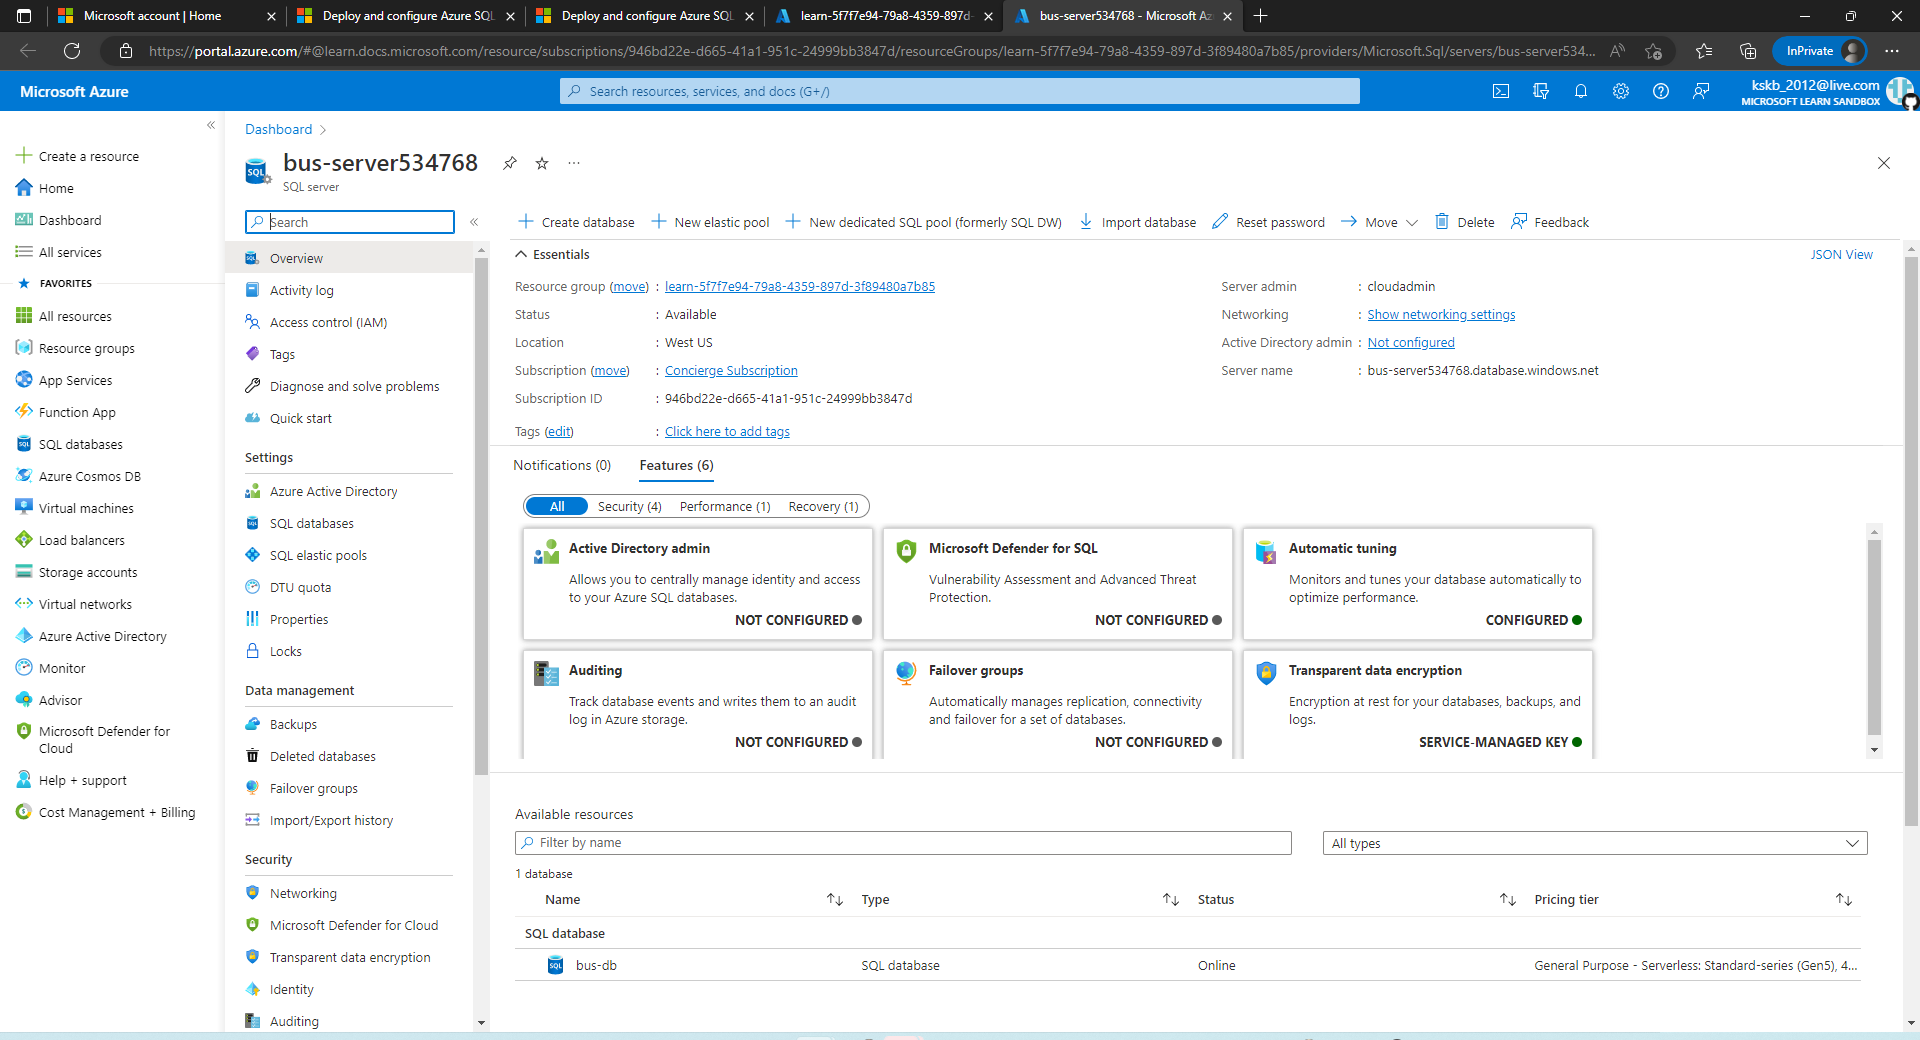 Microsoft account | Home
Deploy and configure Azure SQL
Deploy and configure Azure SQL
learn-5f7f7e94-79a8-4359-897d-
bus-server534768 - Microsoft Az
https://portal.azure.com/#@learn.docs.microsoft.com/resource/subscriptions/946bd22e-d665-41a1-951c-24999bb3847d/resourceGroups/learn-5f7f7e94-79a8-4359-897d-3f89480a7b85/providers/Microsoft.Sql/servers/bus-server534...
InPrivate
Microsoft Azure
Search resources, services, and docs (G+/)
kskb_2012@live.com
MICROSOFT LEARN SANDBOX
Create a resource
Home
Dashboard
All services
FAVORITES
All resources
Resource groups
App Services
Function App
SQL databases
Azure Cosmos DB
Virtual machines
Load balancers
Storage accounts
Virtual networks
Azure Active Directory
Monitor
Advisor
Microsoft Defender for
Cloud
Help + support
Cost Management + Billing
Dashboard
bus-server534768
SQL server
Search
Overview
Activity log
Access control (IAM)
Tags
Diagnose and solve problems
Quick start
Settings
Azure Active Directory
SQL databases
SQL elastic pools
DTU quota
Properties
Locks
Data management
Backups
Deleted databases
Failover groups
Import/Export history
Security
Networking
Microsoft Defender for Cloud
Transparent data encryption
Identity
Auditing
Create database New elastic pool New dedicated SQL pool (formerly SQL DW) Import database Reset password Move Delete Feedback
Essentials
JSON View
Resource group (move) : learn-5f7f7e94-79a8-4359-897d-3f89480a7b85
Status : Available
Location : West US
Subscription (move) : Concierge Subscription
Subscription ID : 946bd22e-d665-41a1-951c-24999bb3847d
Tags (edit) : Click here to add tags
Server admin : cloudadmin
Networking : Show networking settings
Active Directory admin : Not configured
Server name : bus-server534768.database.windows.net
Notifications (0) Features (6)
All Security (4) Performance (1) Recovery (1)
Active Directory admin
Allows you to centrally manage identity and access
to your Azure SQL databases.
NOT CONFIGURED
Microsoft Defender for SQL
Vulnerability Assessment and Advanced Threat
Protection.
NOT CONFIGURED
Automatic tuning
Monitors and tunes your database automatically to
optimize performance.
CONFIGURED
Auditing
Track database events and writes them to an audit
log in Azure storage.
NOT CONFIGURED
Failover groups
Automatically manages replication, connectivity
and failover for a set of databases.
NOT CONFIGURED
Transparent data encryption
Encryption at rest for your databases, backups, and
logs.
SERVICE-MANAGED KEY
Available resources
Filter by name
All types
1 database
Name Type Status Pricing tier
SQL database
bus-db SQL database Online General Purpose - Serverless: Standard-series (Gen5), 4...